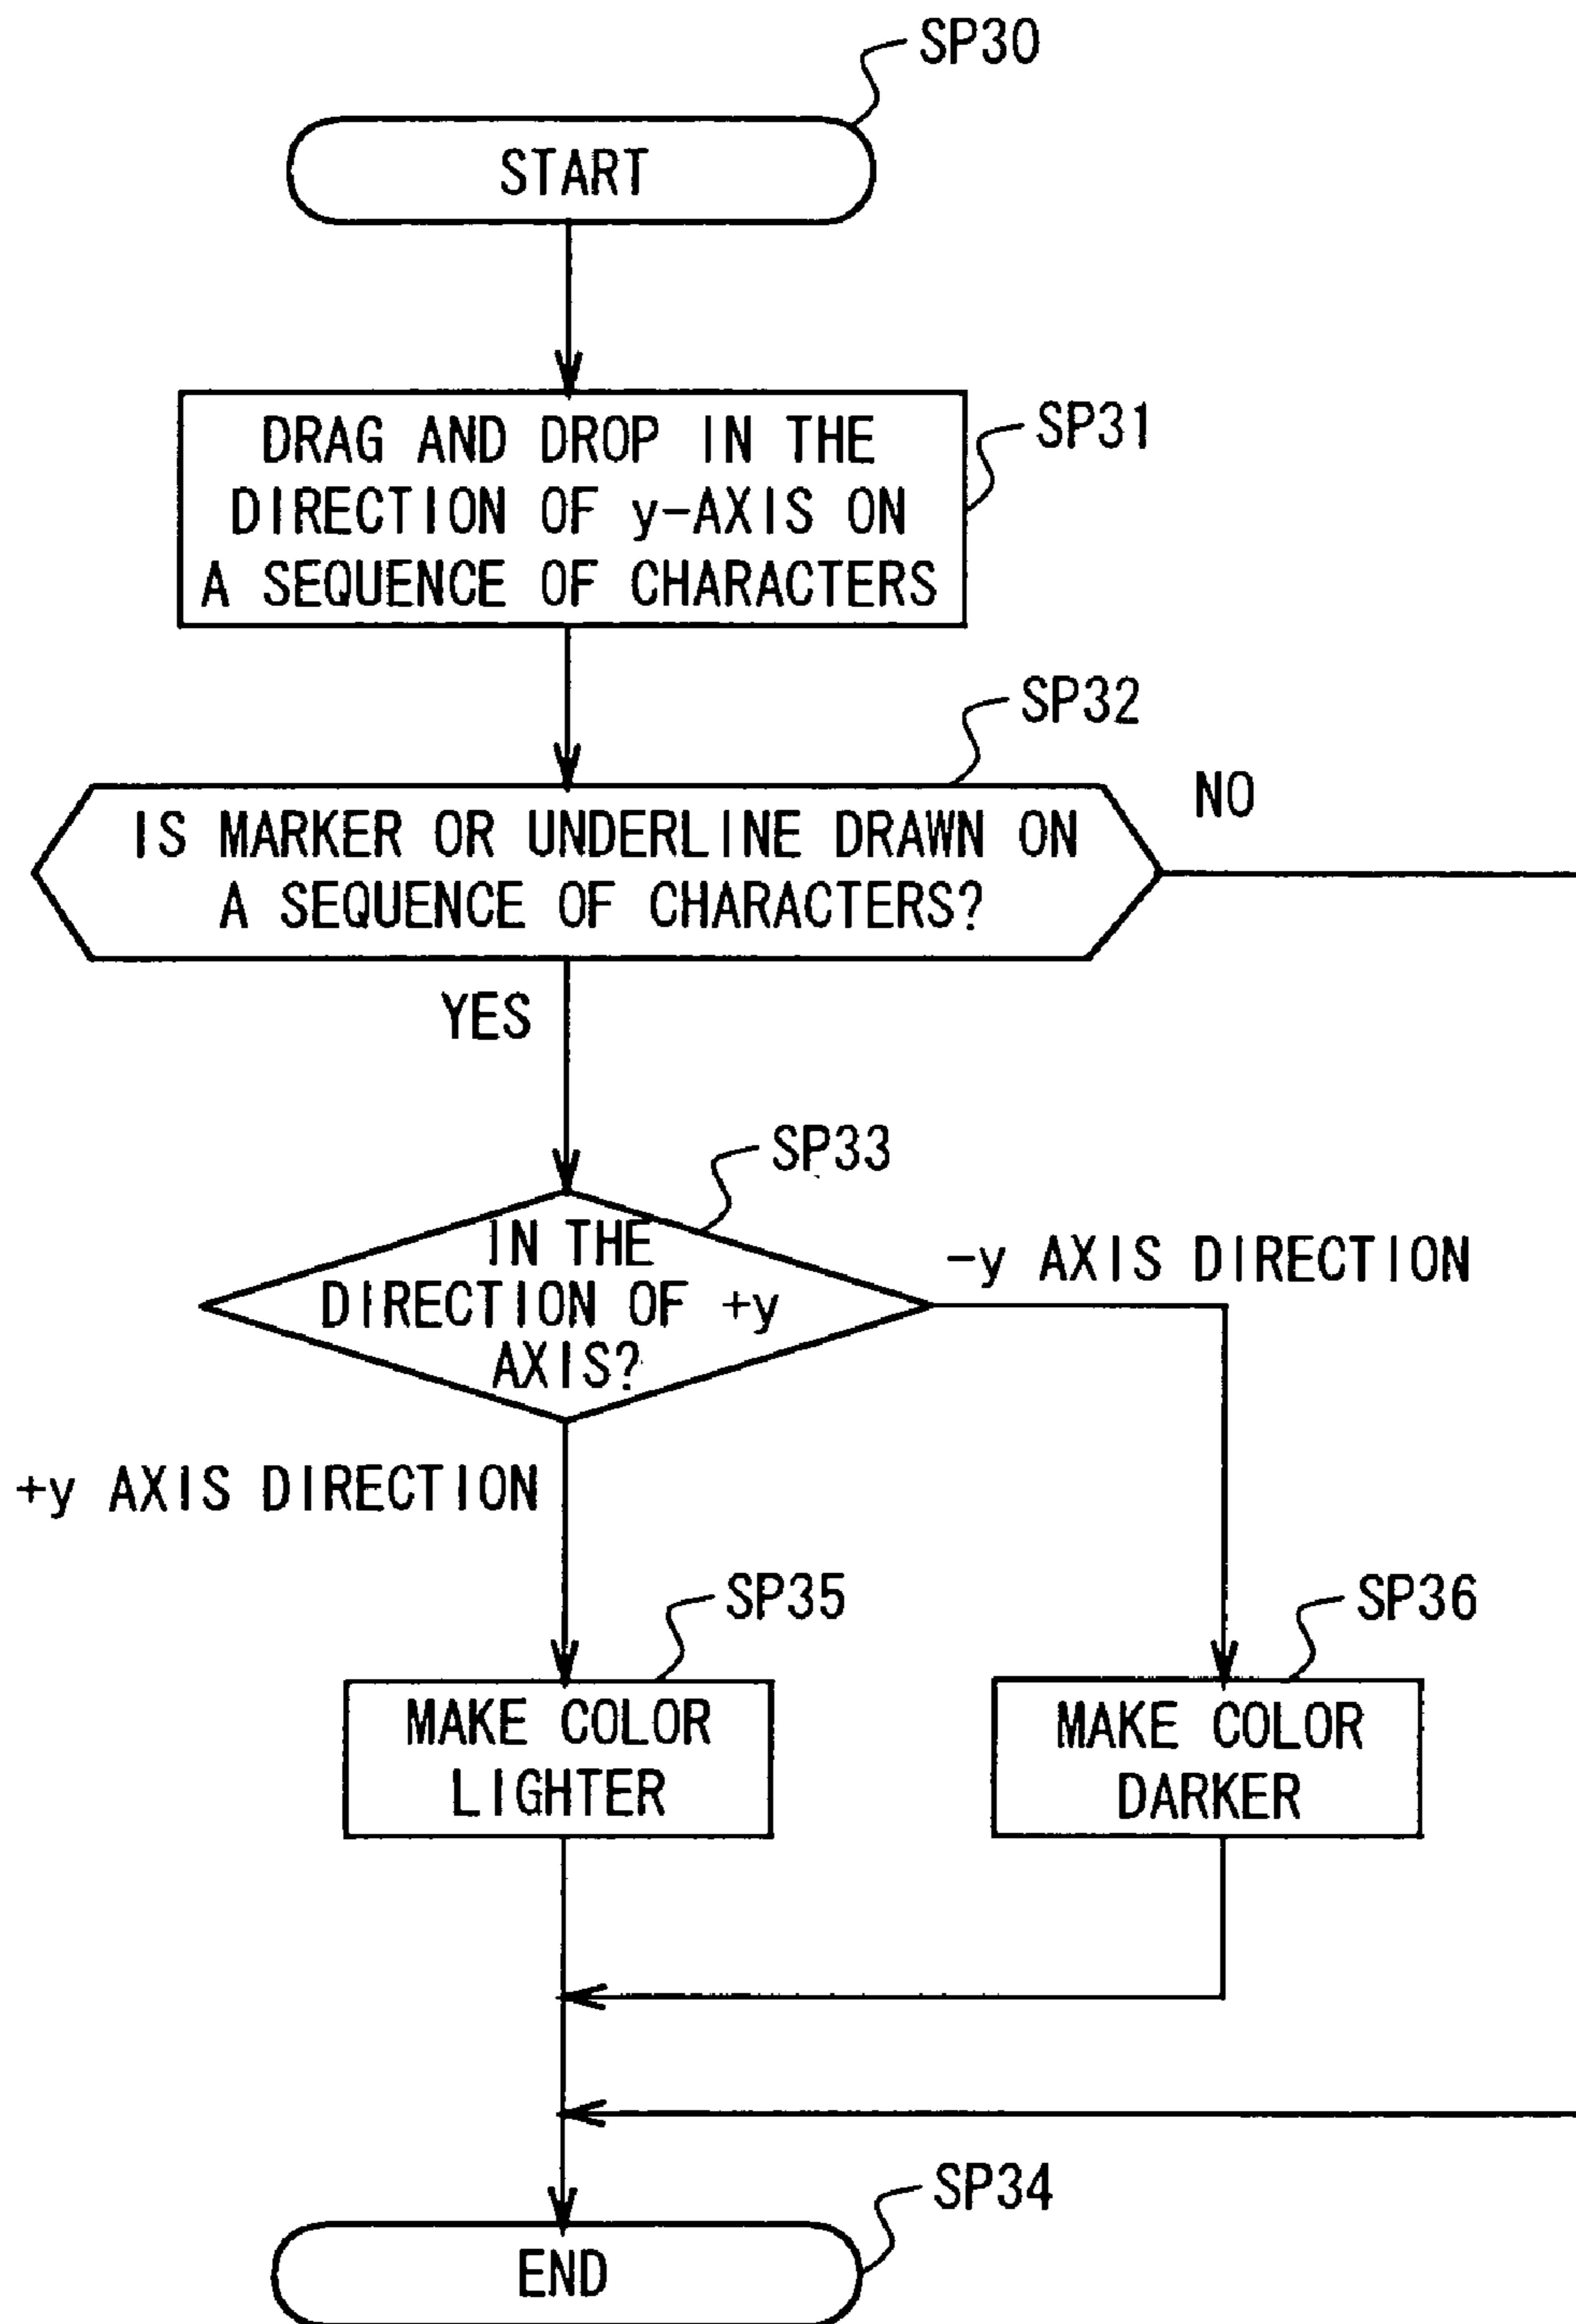 SP30
START
DRAG AND DROP IN THE
DIRECTION OF y-AXIS ON
A SEQUENCE OF CHARACTERS
SP31
SP32
IS MARKER OR UNDERLINE DRAWN ON
A SEQUENCE OF CHARACTERS?
NO
YES
SP33
IN THE
DIRECTION OF +y
AXIS?
-y AXIS DIRECTION
+y AXIS DIRECTION
SP35
SP36
MAKE COLOR
LIGHTER
MAKE COLOR
DARKER
SP34
END